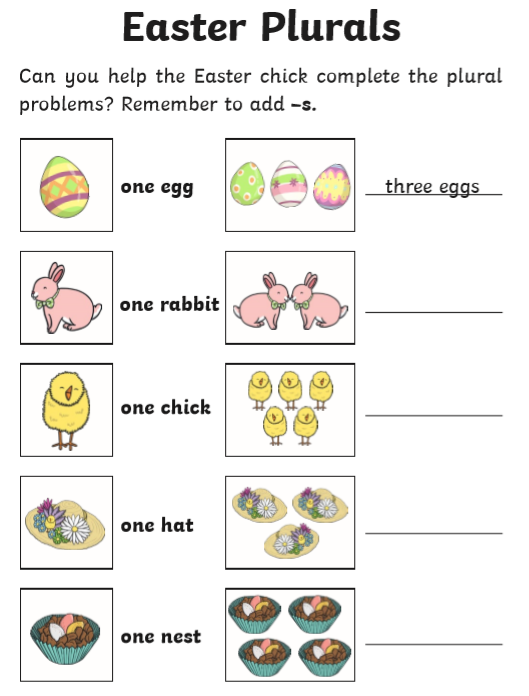 Easter Plurals
Can you help the Easter chick complete the plural
problems? Remember to add –s.
one egg
three eggs
one rabbit
one chick
one hat
one nest